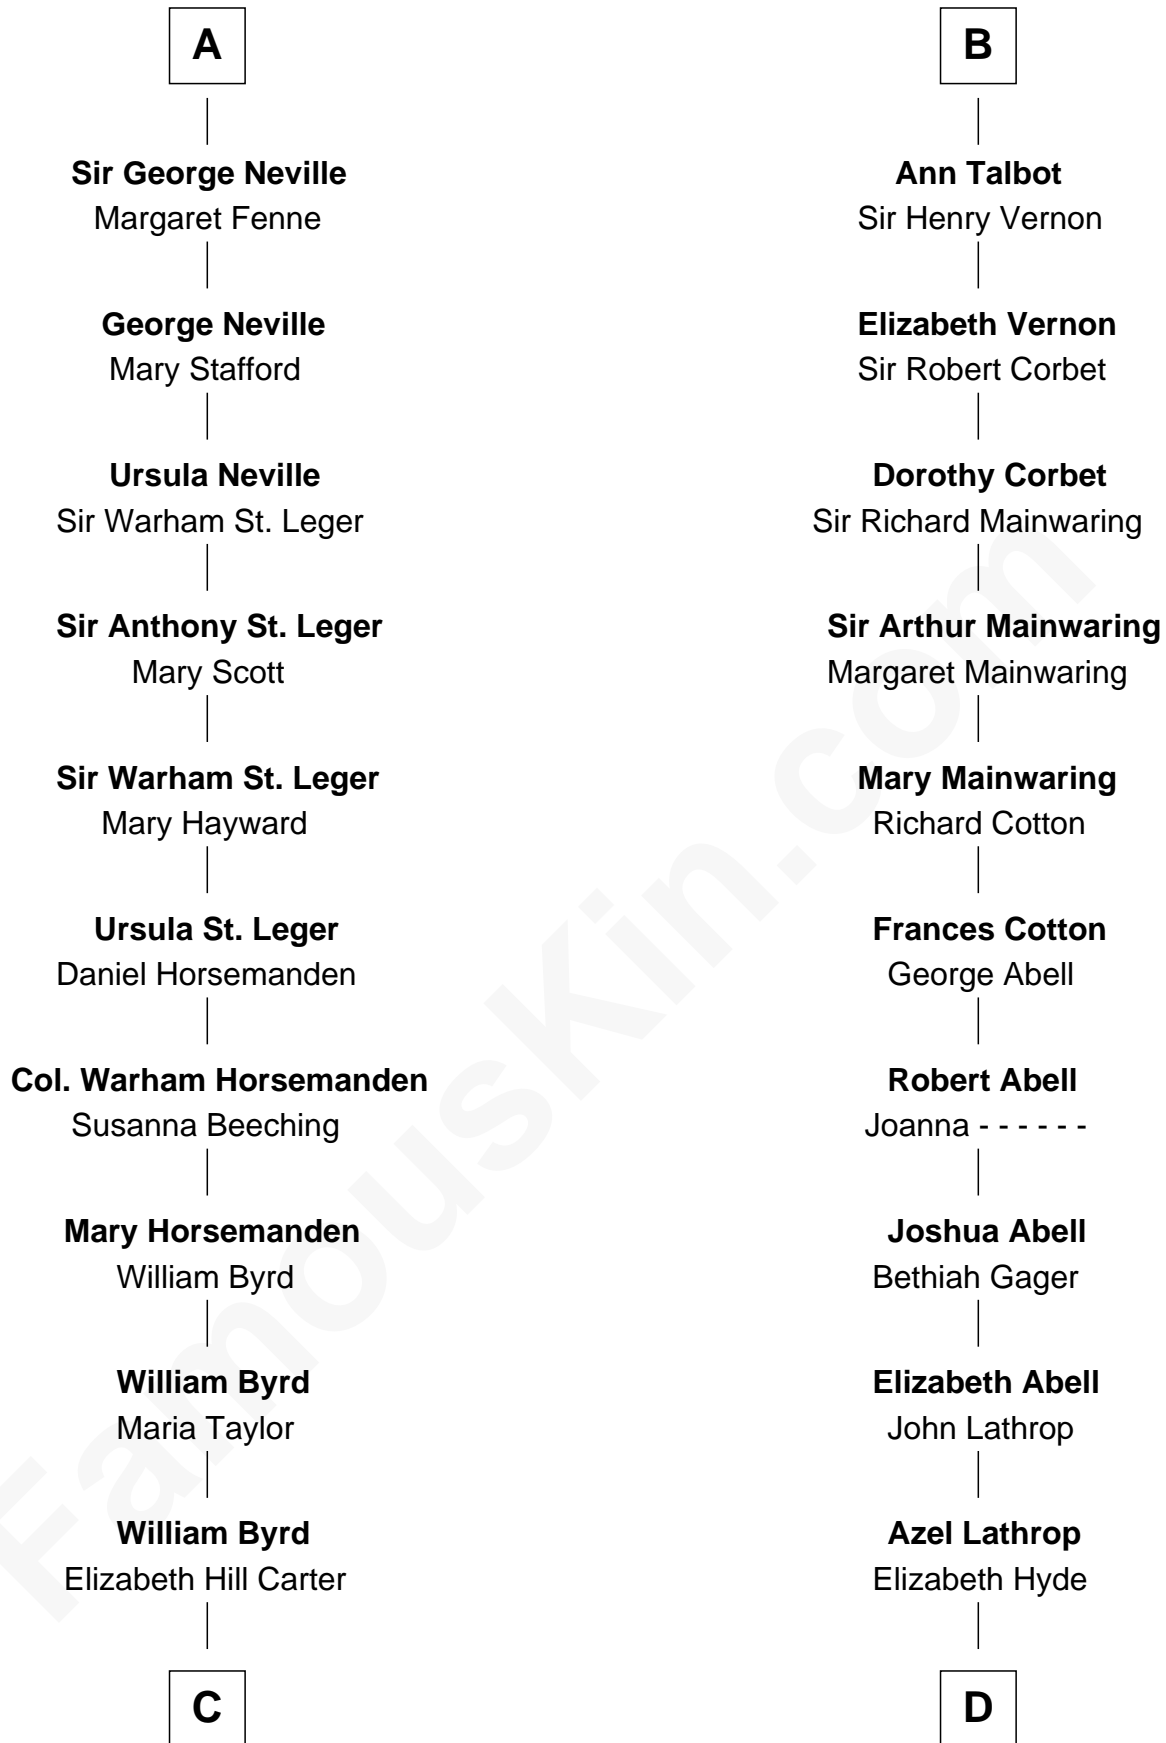 A
Sir George Neville
Margaret Fenne
George Neville
Mary Stafford
Ursula Neville
Sir Warham St. Leger
Sir Anthony St. Leger
Mary Scott
Sir Warham St. Leger
Mary Hayward
Ursula St. Leger
Daniel Horsemanden
Col. Warham Horsemanden
Susanna Beeching
Mary Horsemanden
William Byrd
William Byrd
Maria Taylor
William Byrd
Elizabeth Hill Carter
C
B
Ann Talbot
Sir Henry Vernon
Elizabeth Vernon
Sir Robert Corbet
Dorothy Corbet
Sir Richard Mainwaring
Sir Arthur Mainwaring
Margaret Mainwaring
Mary Mainwaring
Richard Cotton
Frances Cotton
George Abell
Robert Abell
Joanna - - - - - -
Joshua Abell
Bethiah Gager
Elizabeth Abell
John Lathrop
Azel Lathrop
Elizabeth Hyde
D
FamousKin.com